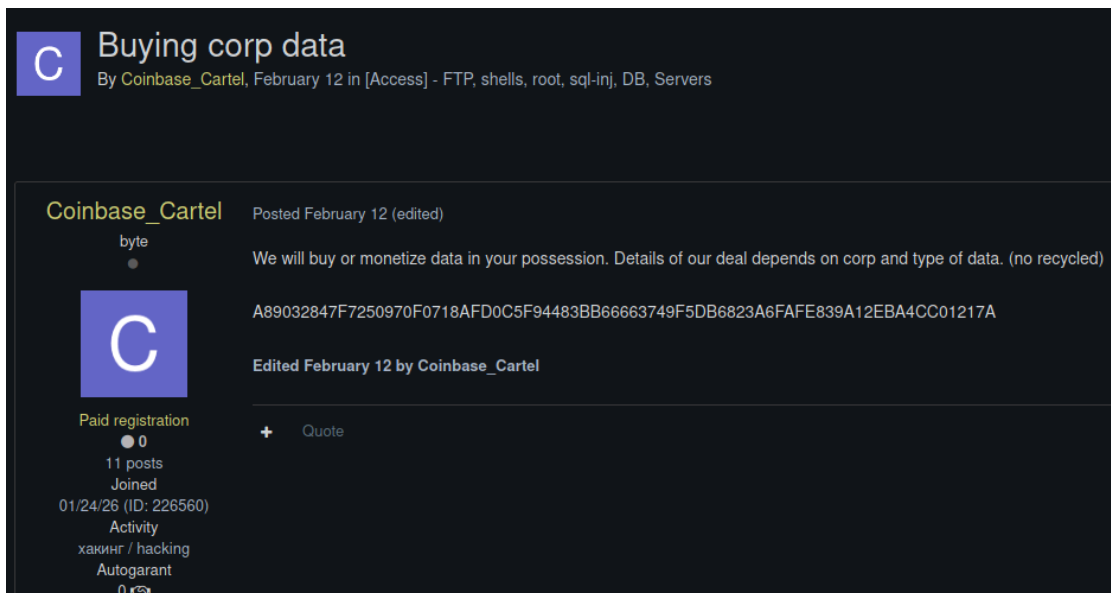 C
Buying corp data
By Coinbase_Cartel, February 12 in [Access] - FTP, shells, root, sql-inj, DB, Servers
Coinbase_Cartel
byte
C
Paid registration
0
11 posts
Joined
01/24/26 (ID: 226560)
Activity
хакинг / hacking
Autogarant
0
Posted February 12 (edited)
We will buy or monetize data in your possession. Details of our deal depends on corp and type of data. (no recycled)
A89032847F7250970F0718AFD0C5F94483BB66663749F5DB6823A6FAFE839A12EBA4CC01217A
Edited February 12 by Coinbase_Cartel
+ Quote